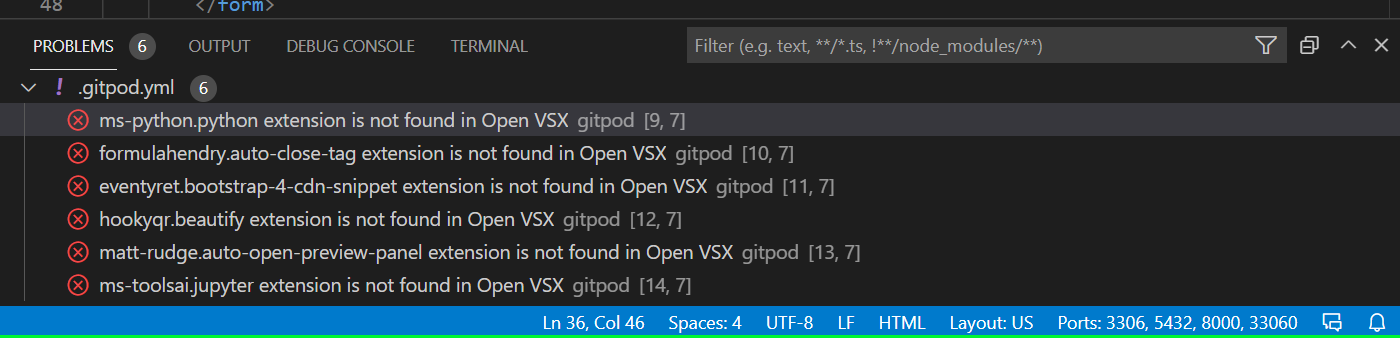 48 </form>
PROBLEMS 6 OUTPUT DEBUG CONSOLE TERMINAL Filter (e.g. text, **/*.ts, !**/node_modules/**)
! .gitpod.yml 6
ms-python.python extension is not found in Open VSX gitpod [9, 7]
formulahendry.auto-close-tag extension is not found in Open VSX gitpod [10, 7]
eventyret.bootstrap-4-cdn-snippet extension is not found in Open VSX gitpod [11, 7]
hookyqr.beautify extension is not found in Open VSX gitpod [12, 7]
matt-rudge.auto-open-preview-panel extension is not found in Open VSX gitpod [13, 7]
ms-toolsai.jupyter extension is not found in Open VSX gitpod [14, 7]
Ln 36, Col 46 Spaces: 4 UTF-8 LF HTML Layout: US Ports: 3306, 5432, 8000, 33060